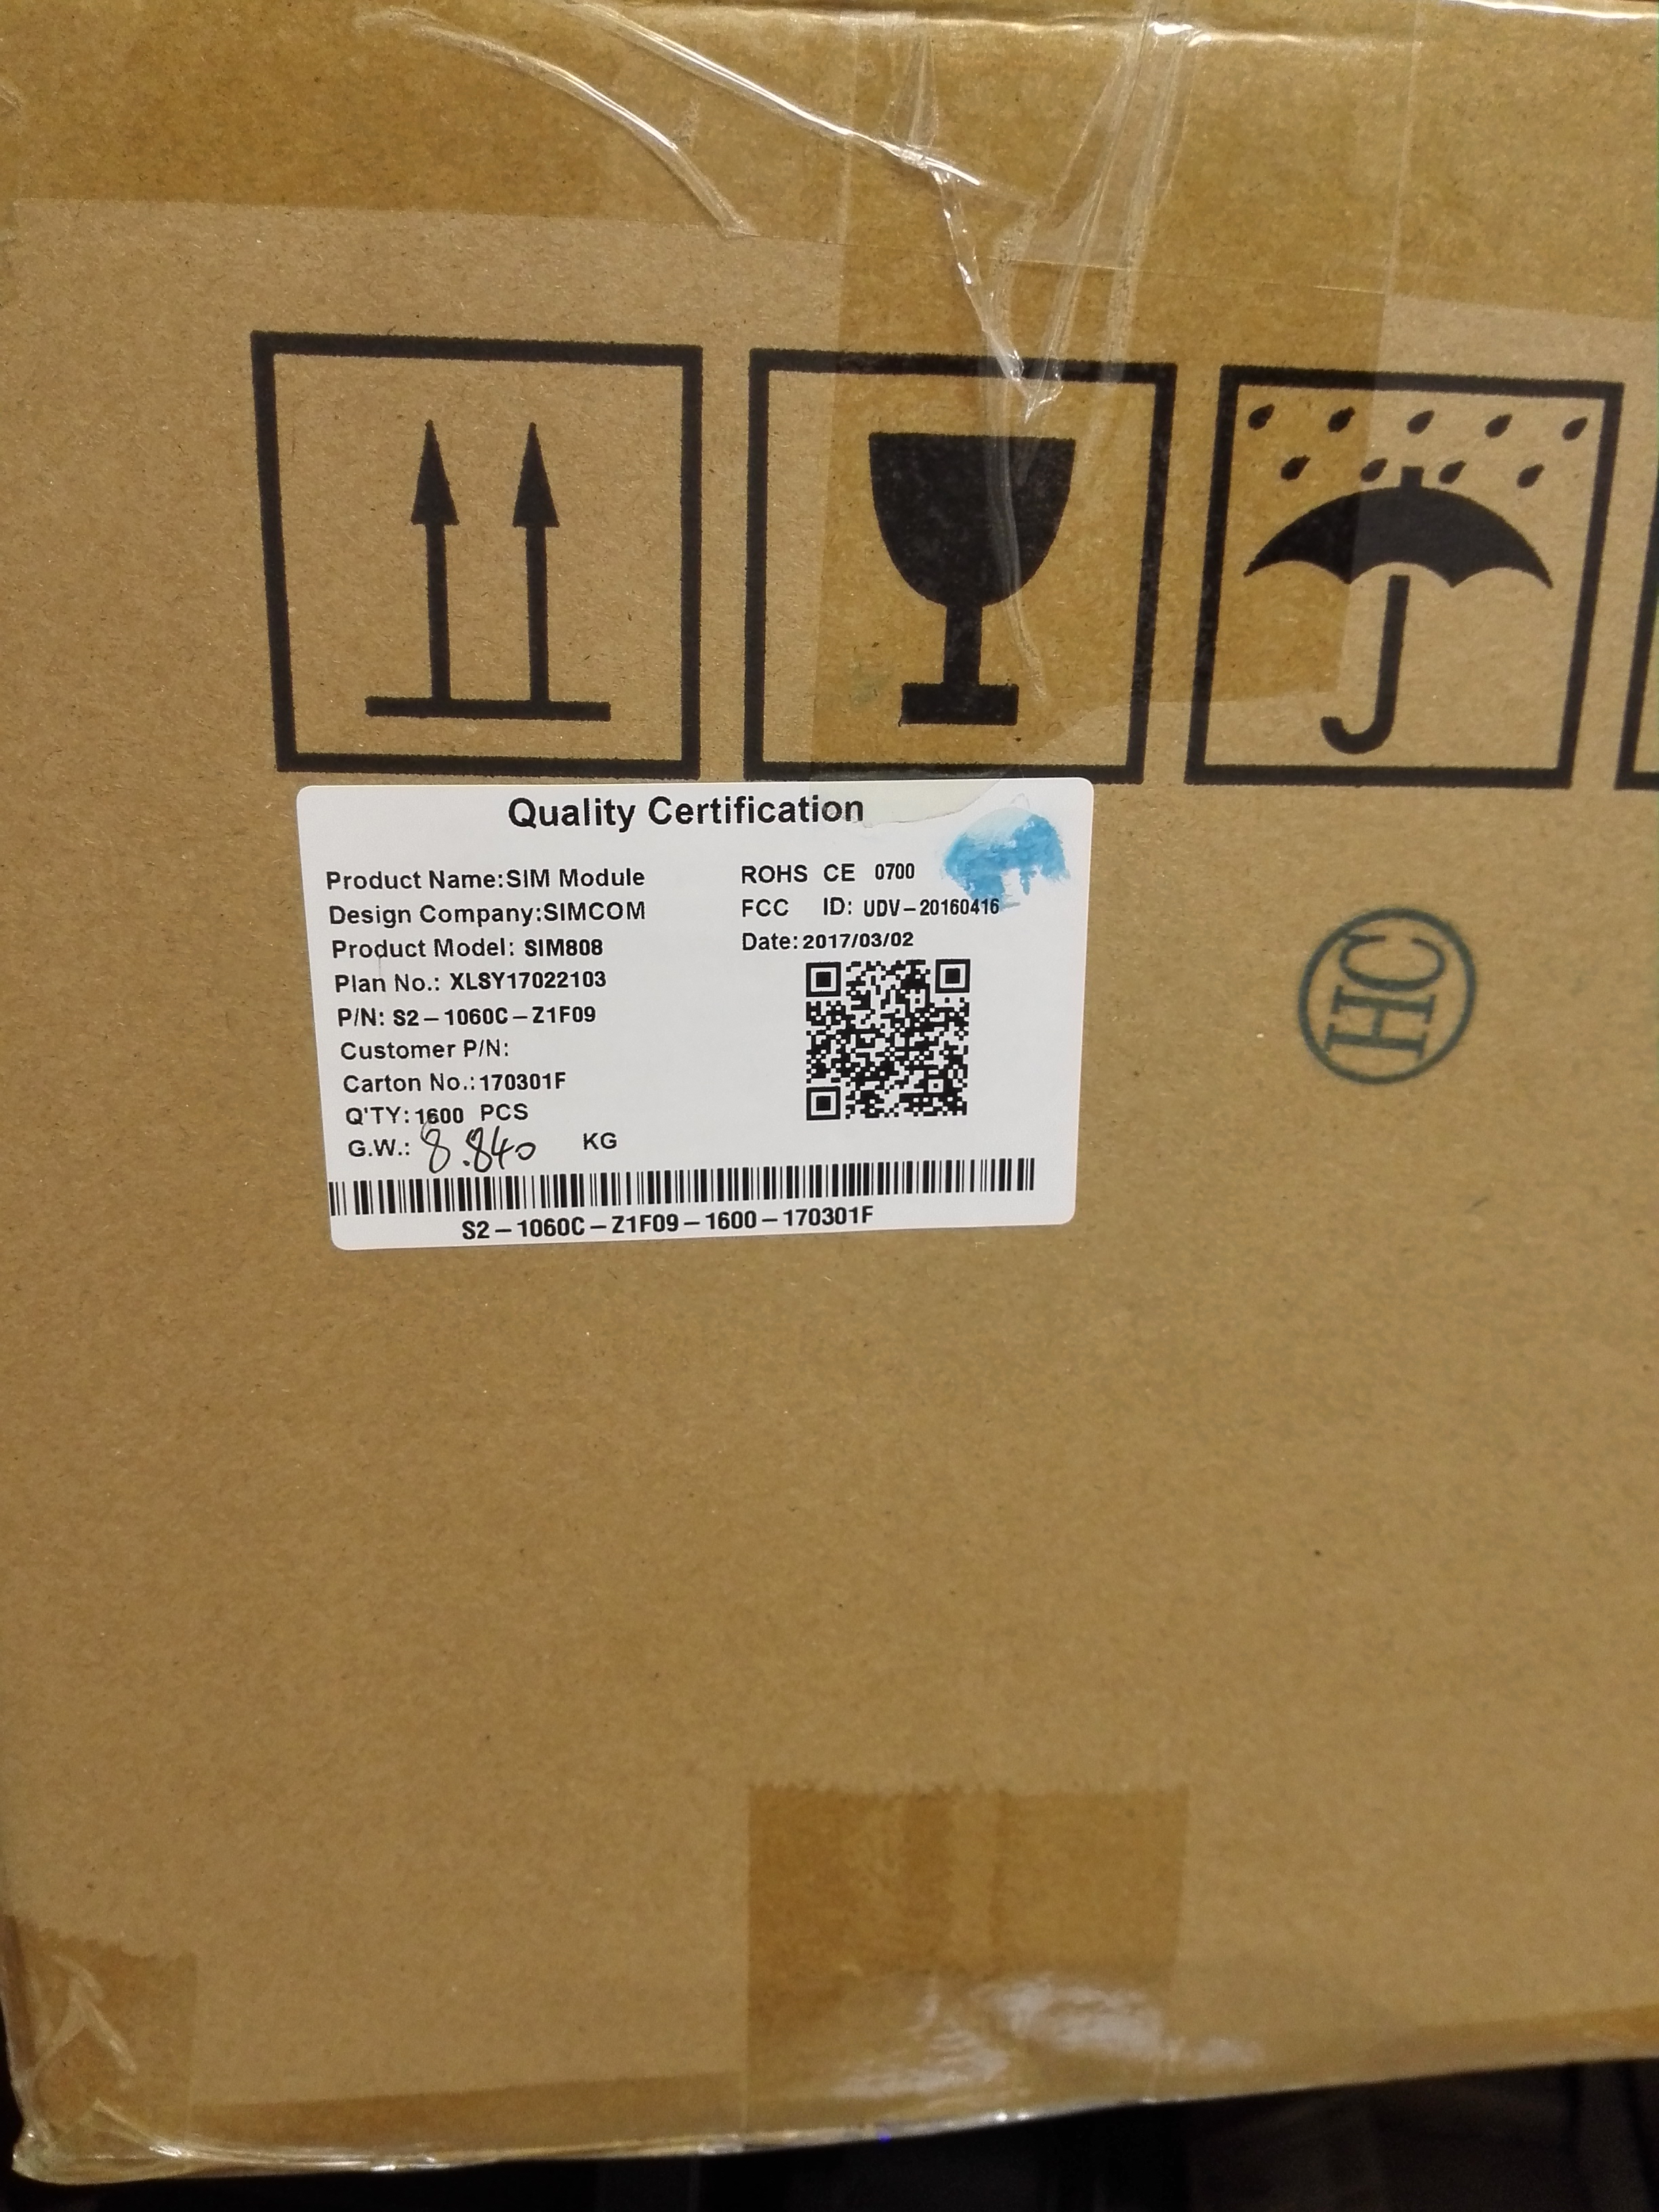 Quality Certification
Product Name:SIM Module
Design Company:SIMCOM
Product Model: SIM808
Plan No.: XLSY17022103
P/N: S2-1060C-Z1F09
Customer P/N:
Carton No.:170301F
Q'TY:1600 PCS
G.W.: 8.840 KG
ROHS CE 0700
FCC ID: UDV-20160416
Date:2017/03/02
S2-1060C-Z1F09-1600-170301F
HC